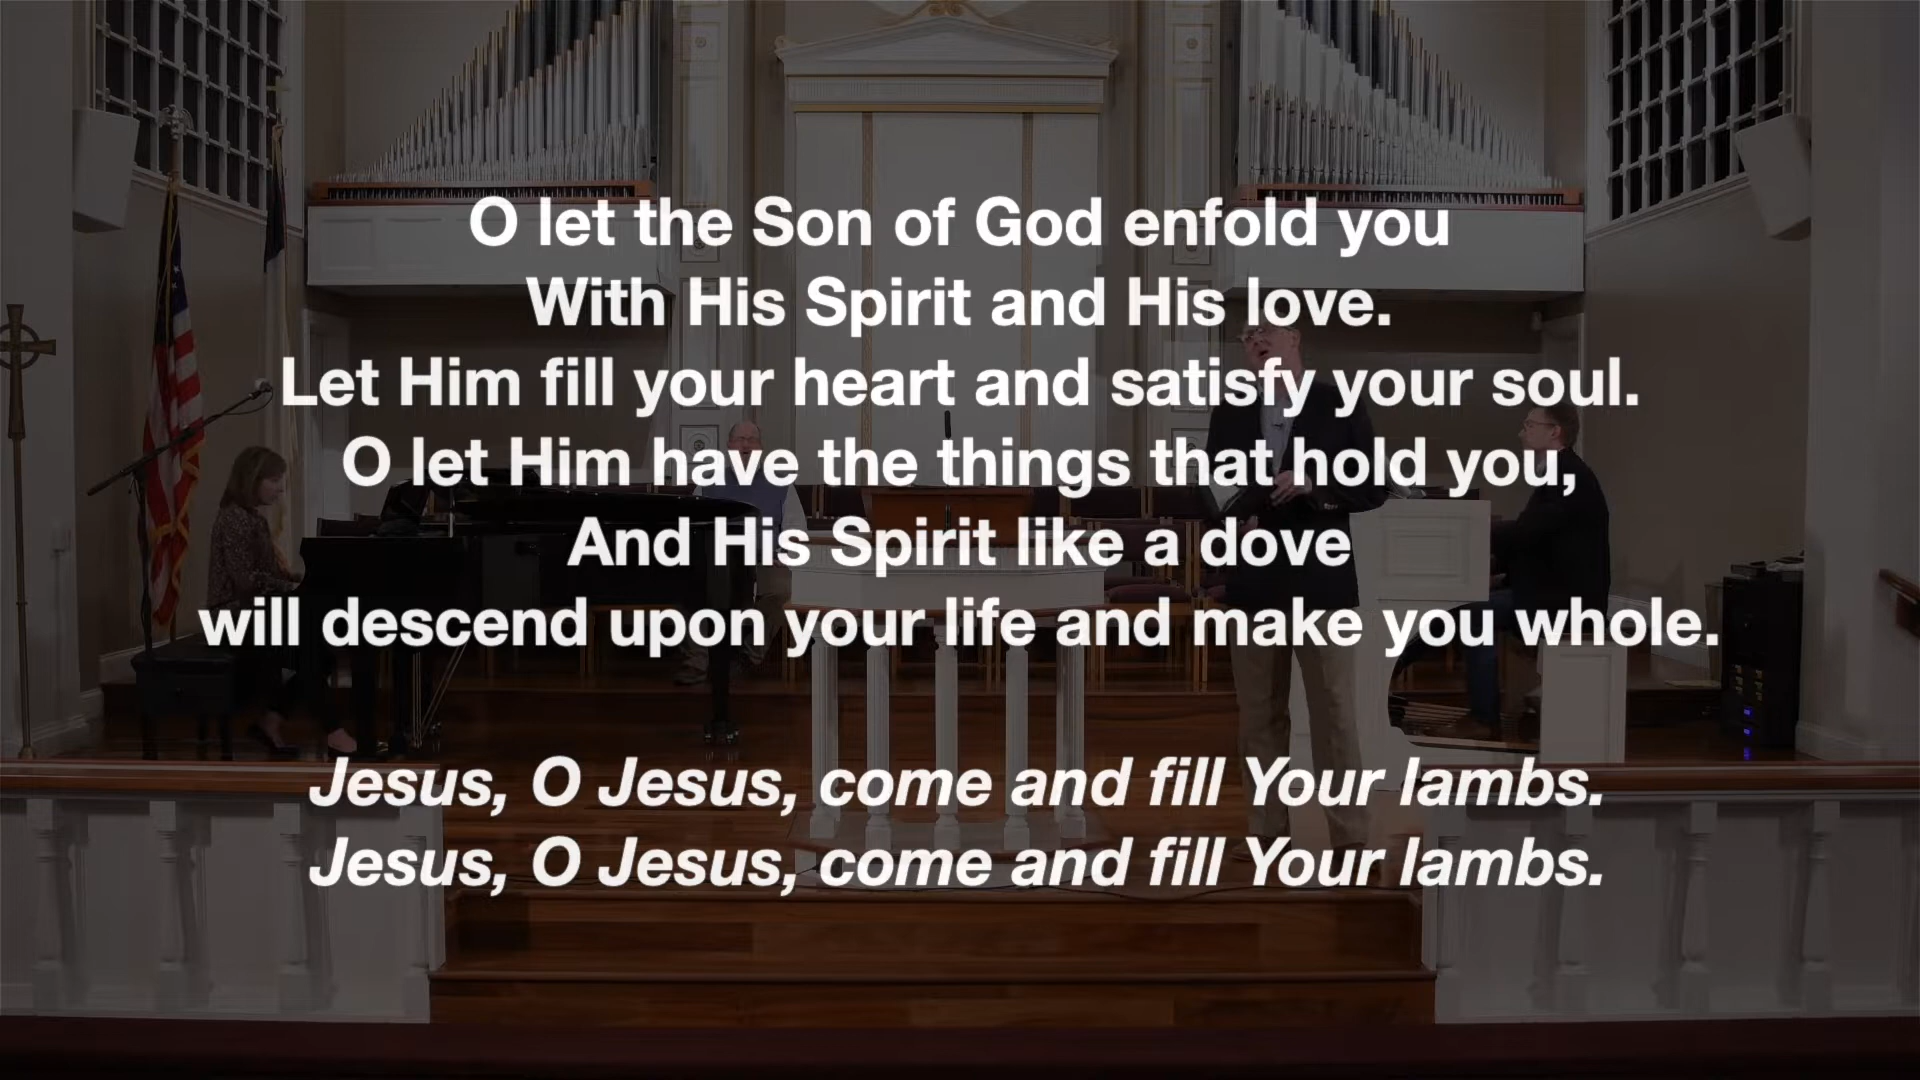 O let the Son of God enfold you
With His Spirit and His love.
Let Him fill your heart and satisfy your soul.
O let Him have the things that hold you,
And His Spirit like a dove
will descend upon your life and make you whole.
Jesus, O Jesus, come and fill Your lambs.
Jesus, O Jesus, come and fill Your lambs.